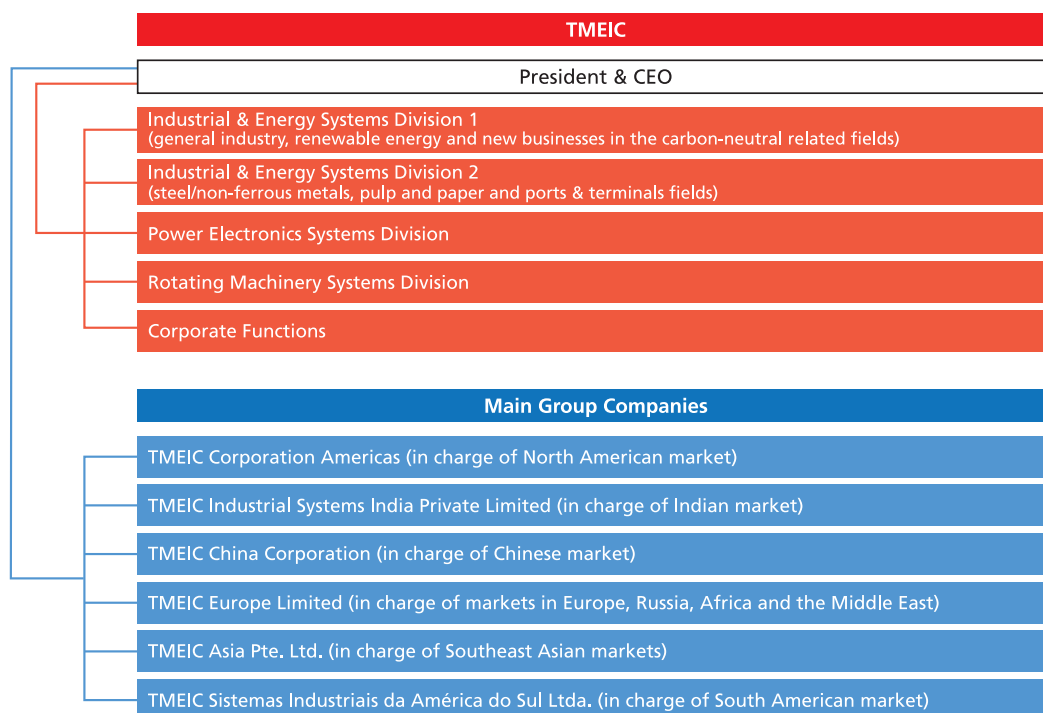 TMEIC
President & CEO
Industrial & Energy Systems Division 1
(general industry, renewable energy and new businesses in the carbon-neutral related fields)
Industrial & Energy Systems Division 2
(steel/non-ferrous metals, pulp and paper and ports & terminals fields)
Power Electronics Systems Division
Rotating Machinery Systems Division
Corporate Functions
Main Group Companies
TMEIC Corporation Americas (in charge of North American market)
TMEIC Industrial Systems India Private Limited (in charge of Indian market)
TMEIC China Corporation (in charge of Chinese market)
TMEIC Europe Limited (in charge of markets in Europe, Russia, Africa and the Middle East)
TMEIC Asia Pte. Ltd. (in charge of Southeast Asian markets)
TMEIC Sistemas Industriais da América do Sul Ltda. (in charge of South American market)